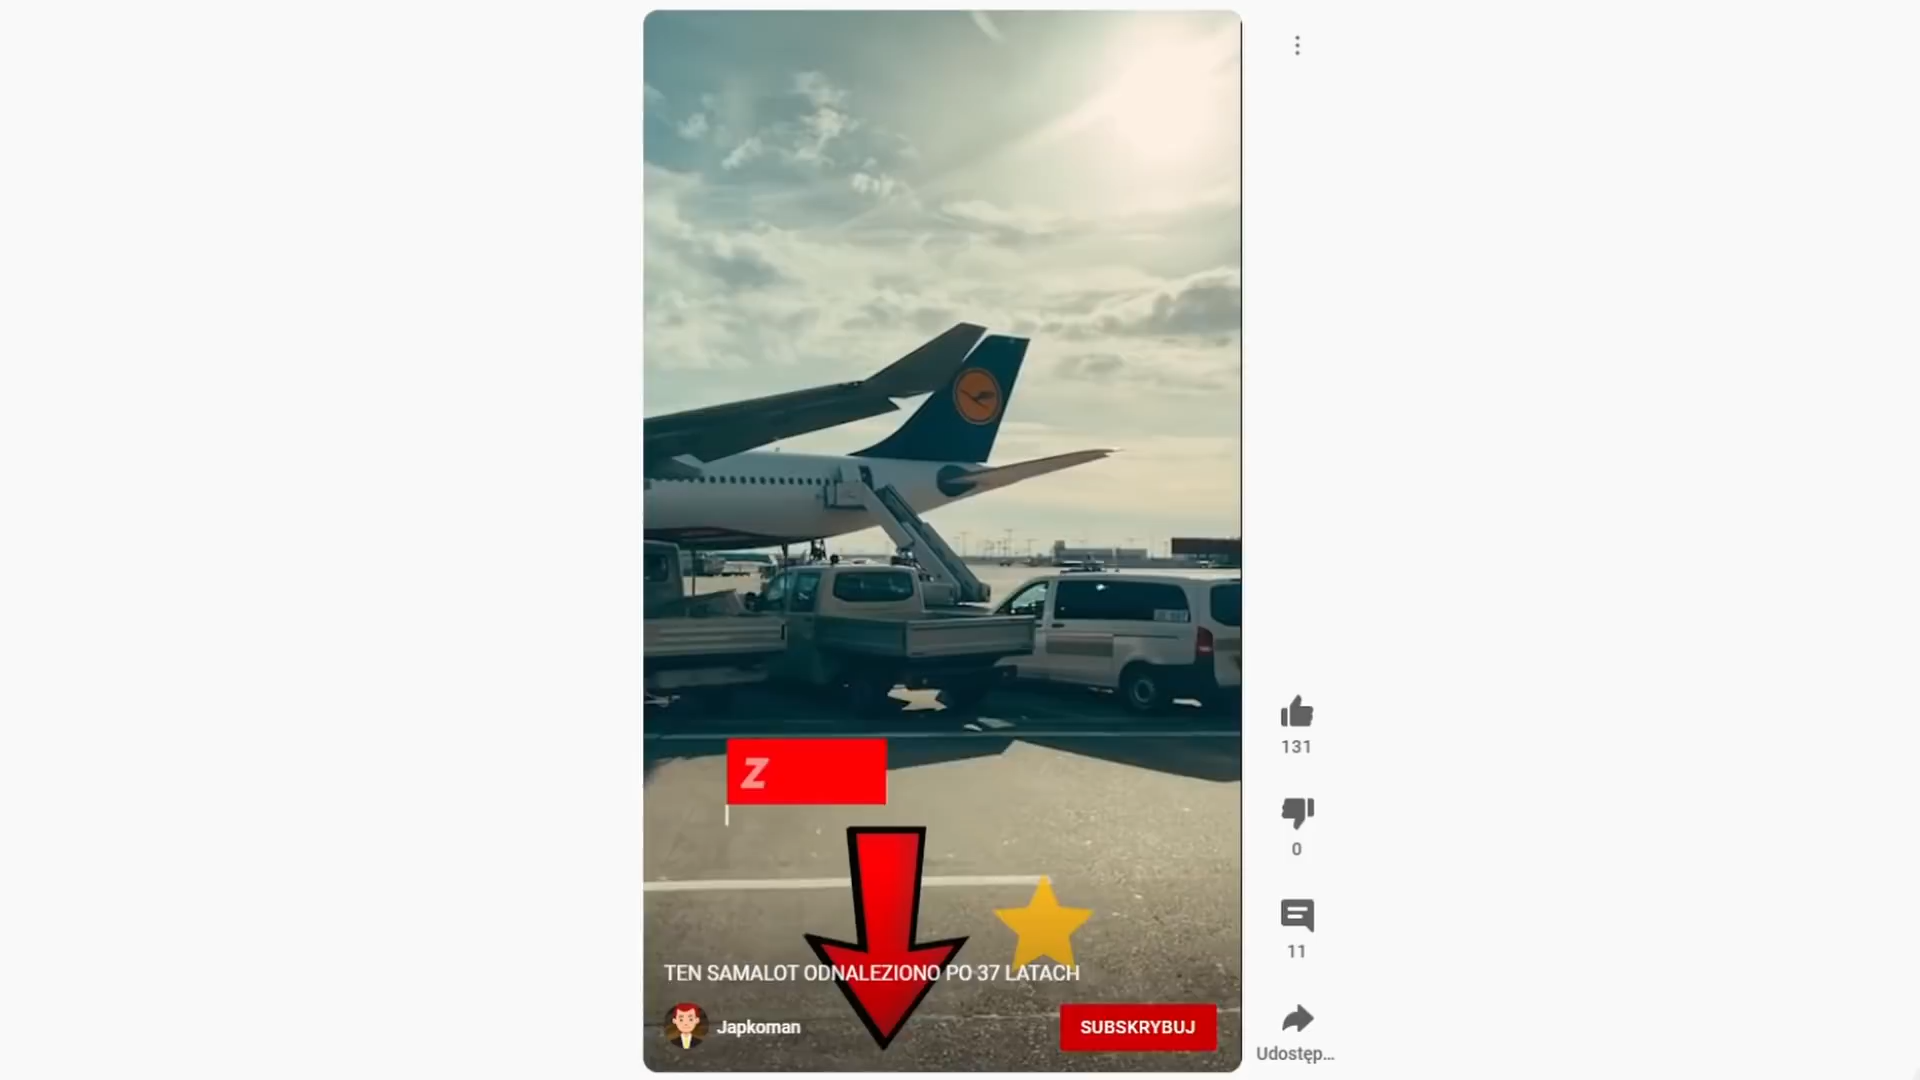 Z
TEN SAMALOT ODNALEZIONO PO 37 LATACH
Japkoman
SUBSKRYBUJ
131
0
11
Udostęp...